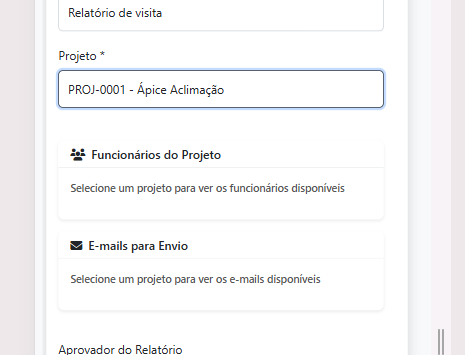 Relatório de visita
Projeto *
PROJ-0001 - Ápice Aclimação
Funcionários do Projeto
Selecione um projeto para ver os funcionários disponíveis
E-mails para Envio
Selecione um projeto para ver os e-mails disponíveis
Aprovador do Relatório